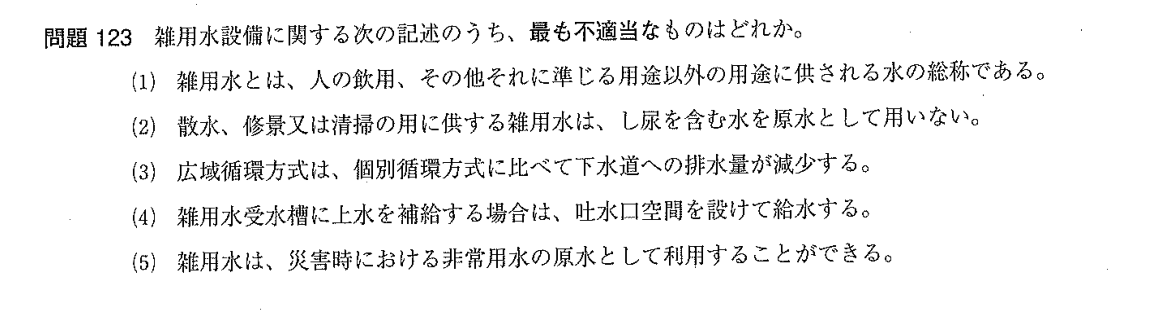 問題 123 雑用水設備に関する次の記述のうち、最も不適当なものはどれか。
(1) 雑用水とは、人の飲用、その他それに準じる用途以外の用途に供される水の総称である。
(2) 散水、修景又は清掃の用に供する雑用水は、し尿を含む水を原水として用いない。
(3) 広域循環方式は、個別循環方式に比べて下水道への排水量が減少する。
(4) 雑用水受水槽に上水を補給する場合は、吐水口空間を設けて給水する。
(5) 雑用水は、災害時における非常用水の原水として利用することができる。